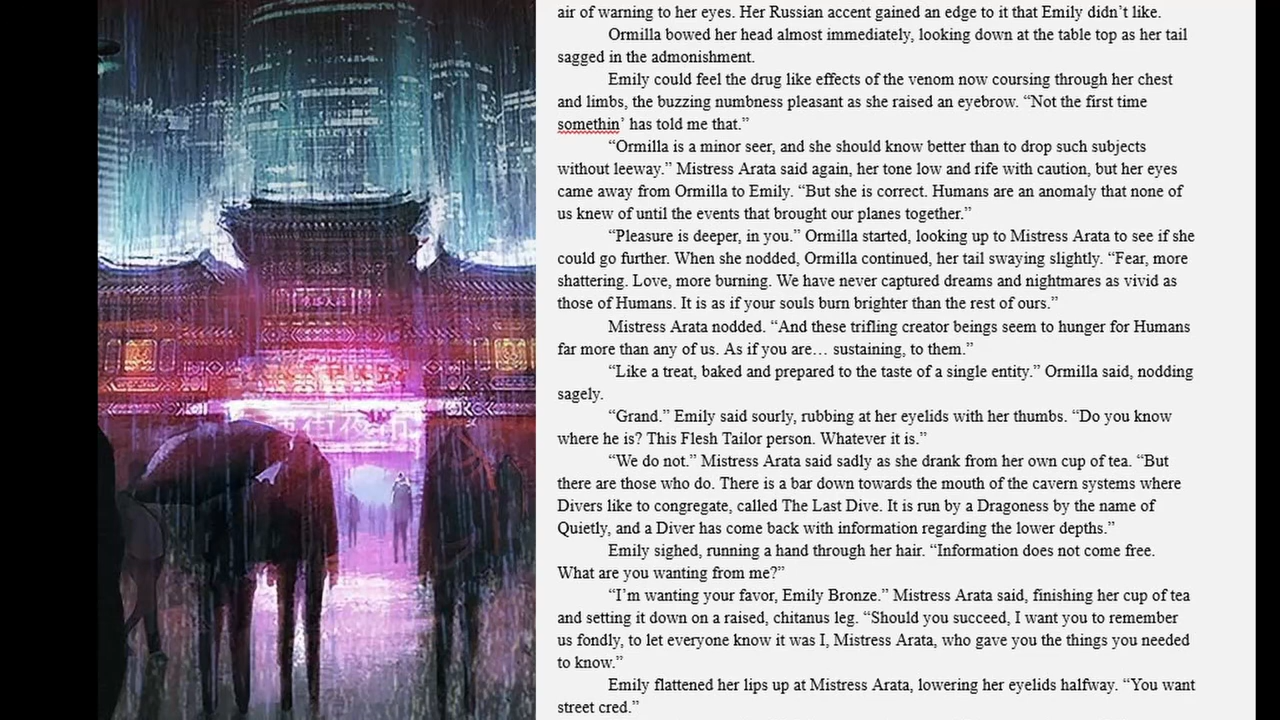 air of warning to her eyes. Her Russian accent gained an edge to it that Emily didn’t like.
Ormilla bowed her head almost immediately, looking down at the table top as her tail
sagged in the admonishment.
Emily could feel the drug like effects of the venom now coursing through her chest
and limbs, the buzzing numbness pleasant as she raised an eyebrow. “Not the first time
somethin’ has told me that.”
“Ormilla is a minor seer, and she should know better than to drop such subjects
without leeway.” Mistress Arata said again, her tone low and rife with caution, but her eyes
came away from Ormilla to Emily. “But she is correct. Humans are an anomaly that none of
us knew of until the events that brought our planes together.”
“Pleasure is deeper, in you.” Ormilla started, looking up to Mistress Arata to see if she
could go further. When she nodded, Ormilla continued, her tail swaying slightly. “Fear, more
shattering. Love, more burning. We have never captured dreams and nightmares as vivid as
those of Humans. It is as if your souls burn brighter than the rest of ours.”
Mistress Arata nodded. “And these trifling creator beings seem to hunger for Humans
far more than any of us. As if you are… sustaining, to them.”
“Like a treat, baked and prepared to the taste of a single entity.” Ormilla said, nodding
sagely.
“Grand.” Emily said sourly, rubbing at her eyelids with her thumbs. “Do you know
where he is? This Flesh Tailor person. Whatever it is.”
“We do not.” Mistress Arata said sadly as she drank from her own cup of tea. “But
there are those who do. There is a bar down towards the mouth of the cavern systems where
Divers like to congregate, called The Last Dive. It is run by a Dragoness by the name of
Quietly, and a Diver has come back with information regarding the lower depths.”
Emily sighed, running a hand through her hair. “Information does not come free.
What are you wanting from me?”
“I’m wanting your favor, Emily Bronze.” Mistress Arata said, finishing her cup of tea
and setting it down on a raised, chitanus leg. “Should you succeed, I want you to remember
us fondly, to let everyone know it was I, Mistress Arata, who gave you the things you needed
to know.”
Emily flattened her lips up at Mistress Arata, lowering her eyelids halfway. “You want
street cred.”